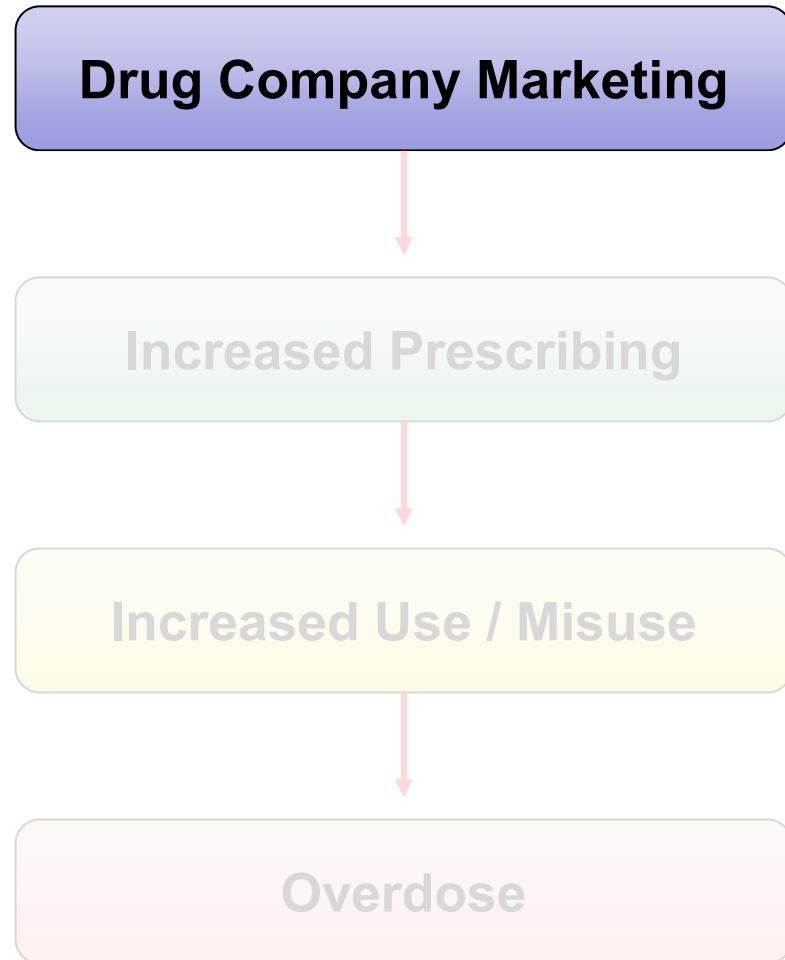 Drug Company Marketing
Increased Prescribing
Increased Use / Misuse
Overdose